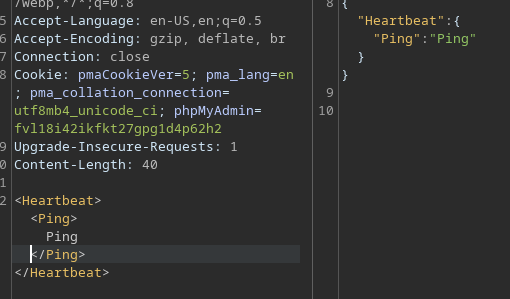 /webp,*/*;q=0.8
5 Accept-Language: en-US,en;q=0.5
6 Accept-Encoding: gzip, deflate, br
7 Connection: close
8 Cookie: pmaCookieVer=5; pma_lang=en
; pma_collation_connection=
utf8mb4_unicode_ci; phpMyAdmin=
fvl18i42ikfkt27gpg1d4p62h2
9 Upgrade-Insecure-Requests: 1
0 Content-Length: 40
1
2 <Heartbeat>
<Ping>
Ping
</Ping>
</Heartbeat>
8 {
"Heartbeat":{
"Ping":"Ping"
}
}
9
10